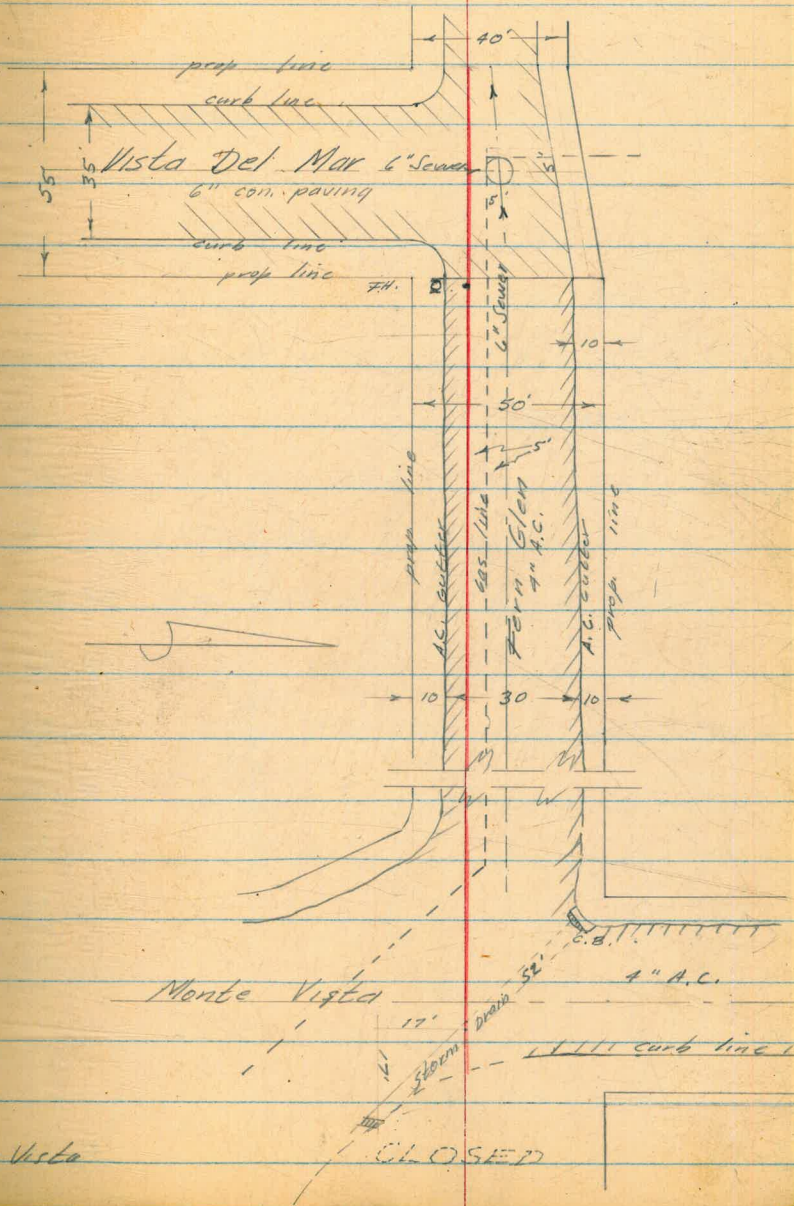 40'
prop line
curb line
55
35
Vista Del Mar 6" Sewer
6" con. paving
5'
5
curb line
prop line
F.H.
6" Sewer
10
50'
5'
prop line
A.C. Gutter
Gas line
Fern Glen
4" A.C.
A.C. Gutter
prop. line
10
30
10
C.B.
52'
4" A.C.
Monte Vista
17'
17'
Storm Drain
curb line
Vista
CLOSED